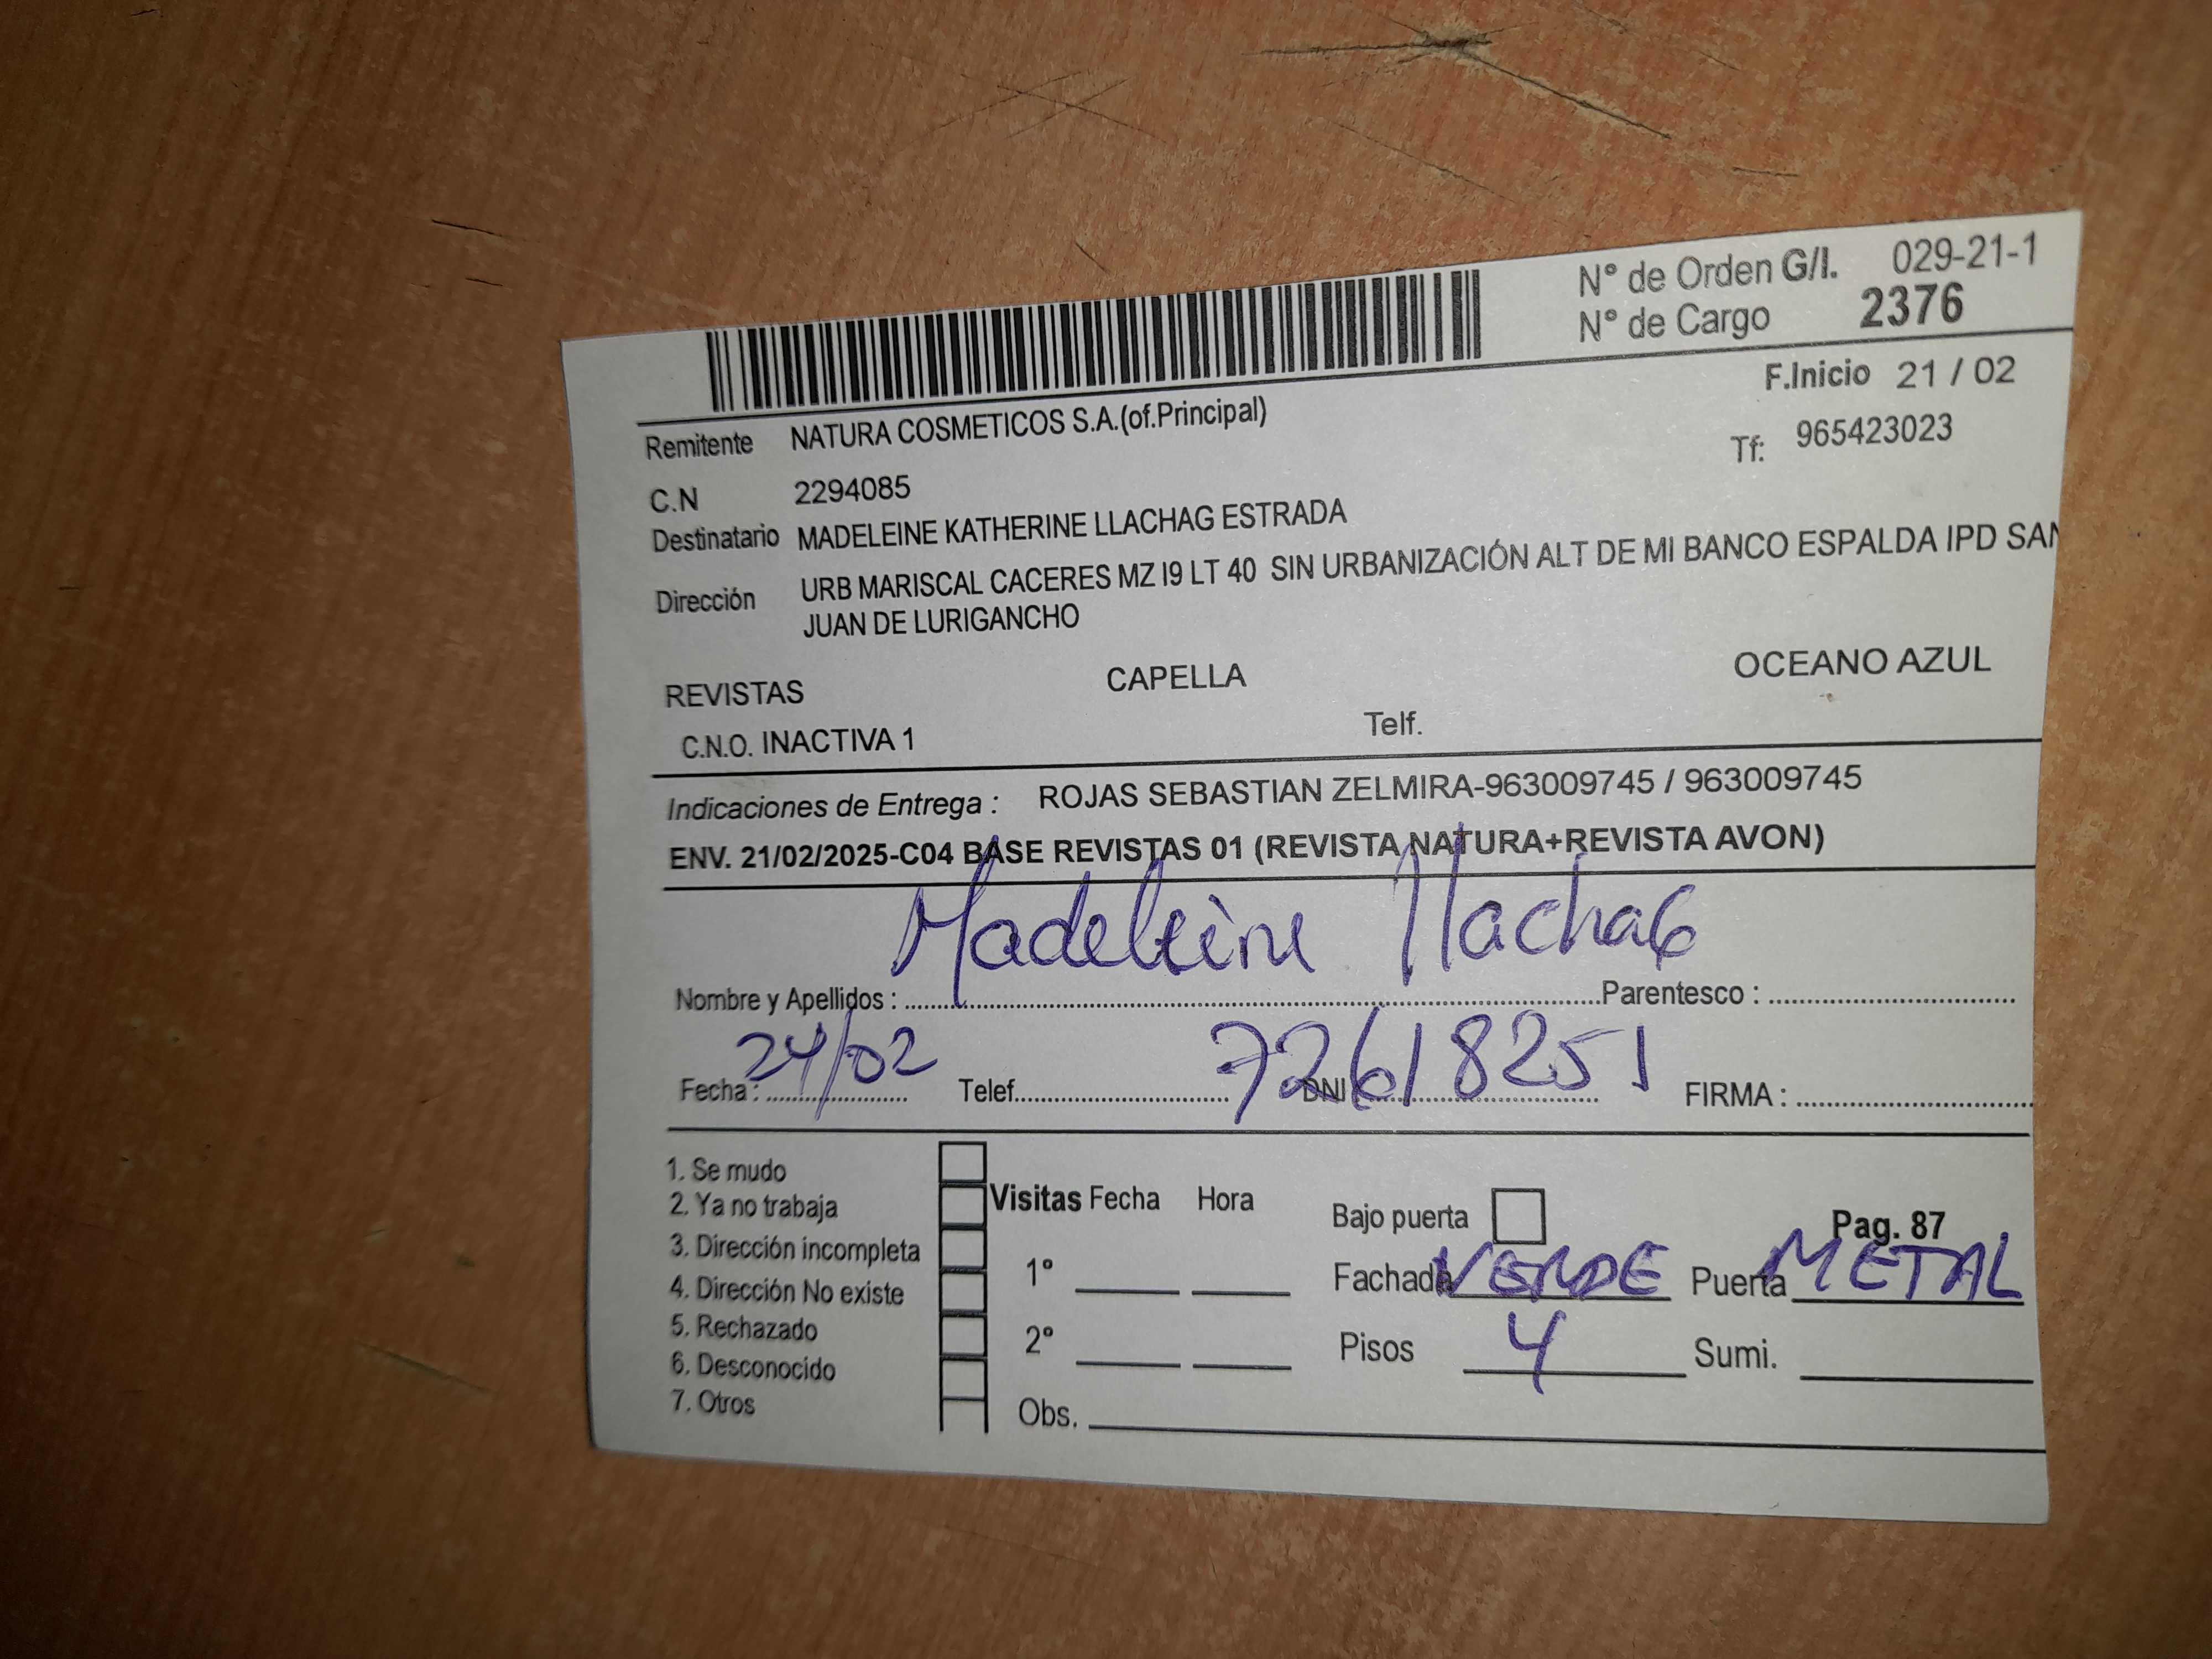 N° de Orden G/I. 029-21-1
N° de Cargo 2376
F.Inicio 21 / 02
Remitente NATURA COSMETICOS S.A.(of.Principal)
Tf: 965423023
C.N 2294085
Destinatario MADELEINE KATHERINE LLACHAG ESTRADA
Dirección URB MARISCAL CACERES MZ I9 LT 40 SIN URBANIZACIÓN ALT DE MI BANCO ESPALDA IPD SAN
JUAN DE LURIGANCHO
REVISTAS CAPELLA OCEANO AZUL
C.N.O. INACTIVA 1 Telf.
Indicaciones de Entrega : ROJAS SEBASTIAN ZELMIRA-963009745 / 963009745
ENV. 21/02/2025-C04 BASE REVISTAS 01 (REVISTA NATURA+REVISTA AVON)
Madeleine llachaG
Nombre y Apellidos : Parentesco :
24/02 72618251
Fecha : Telef. DNI : FIRMA :
1. Se mudo
2. Ya no trabaja
3. Dirección incompleta
4. Dirección No existe
5. Rechazado
6. Desconocido
7. Otros
Visitas Fecha Hora
1°
2°
Obs.
Bajo puerta Pag. 87
Fachada VERDE Puerta METAL
Pisos 4 Sumi.